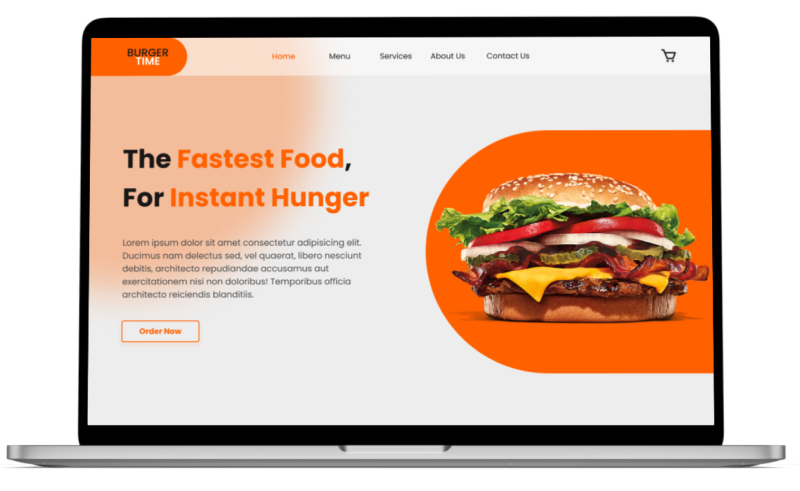 BURGER
TIME
Home Menu Services About Us Contact Us
The Fastest Food,
For Instant Hunger
Lorem ipsum dolor sit amet consectetur adipisicing elit.
Ducimus nam delectus sed, vel quaerat, libero nesciunt
debitis, architecto repudiandae accusamus aut
exercitationem nisi non doloribus! Temporibus officia
architecto reiciendis blanditiis.
Order Now